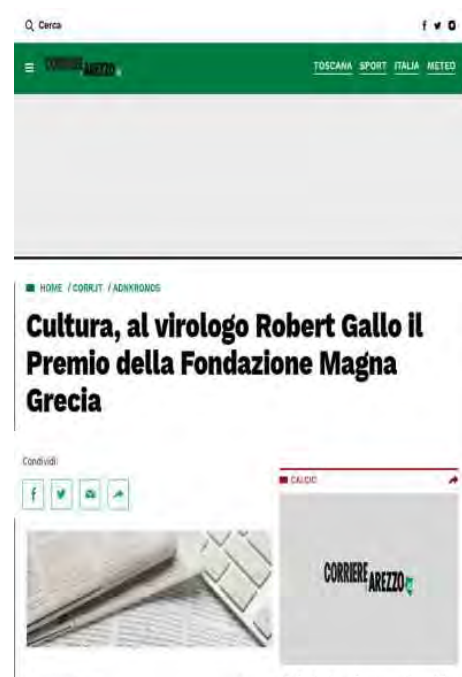 Cerca
CORRIERE AREZZO
TOSCANA SPORT ITALIA METEO
HOME / CORR.IT / ADNKRONOS
Cultura, al virologo Robert Gallo il
Premio della Fondazione Magna
Grecia
Condividi:
CALCIO
CORRIERE AREZZO